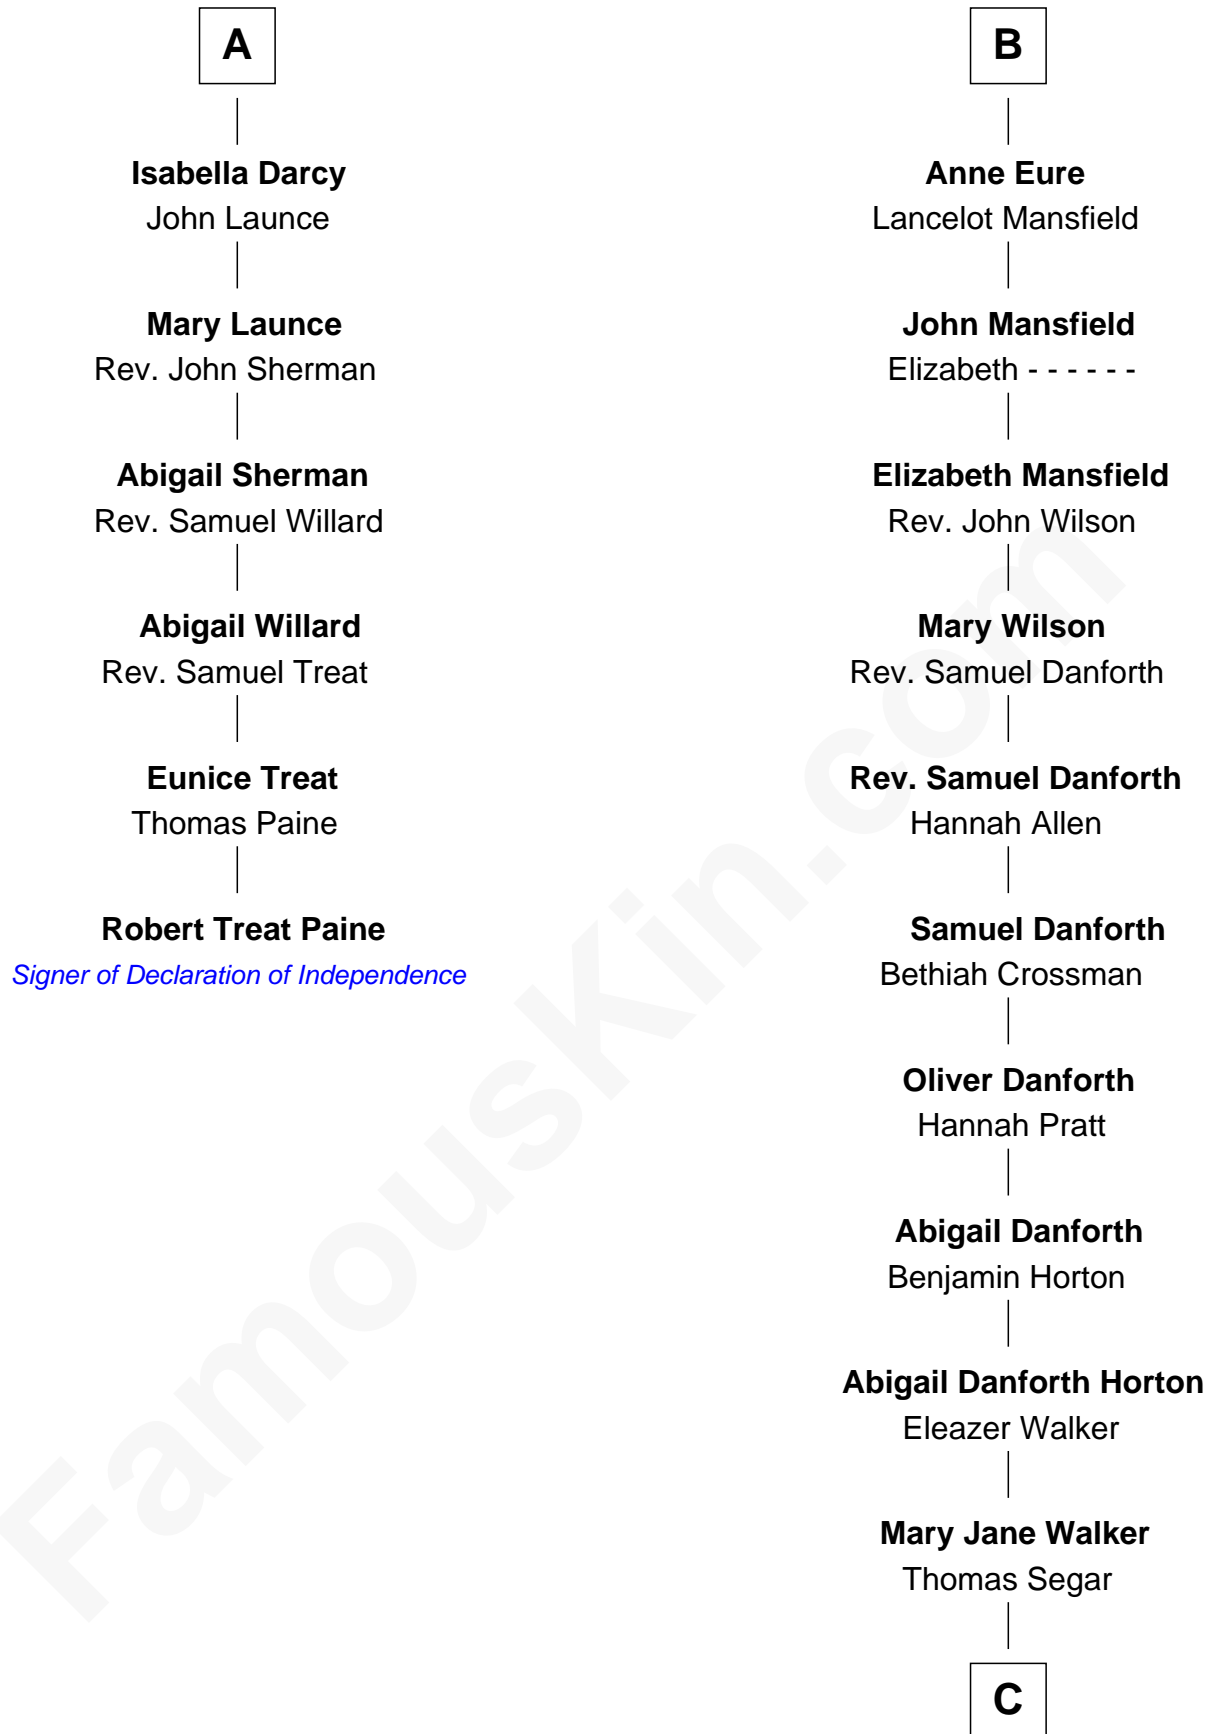 A
Isabella Darcy
John Launce
Mary Launce
Rev. John Sherman
Abigail Sherman
Rev. Samuel Willard
Abigail Willard
Rev. Samuel Treat
Eunice Treat
Thomas Paine
Robert Treat Paine
Signer of Declaration of Independence
B
Anne Eure
Lancelot Mansfield
John Mansfield
Elizabeth - - - - - -
Elizabeth Mansfield
Rev. John Wilson
Mary Wilson
Rev. Samuel Danforth
Rev. Samuel Danforth
Hannah Allen
Samuel Danforth
Bethiah Crossman
Oliver Danforth
Hannah Pratt
Abigail Danforth
Benjamin Horton
Abigail Danforth Horton
Eleazer Walker
Mary Jane Walker
Thomas Segar
C
FamousKin.com